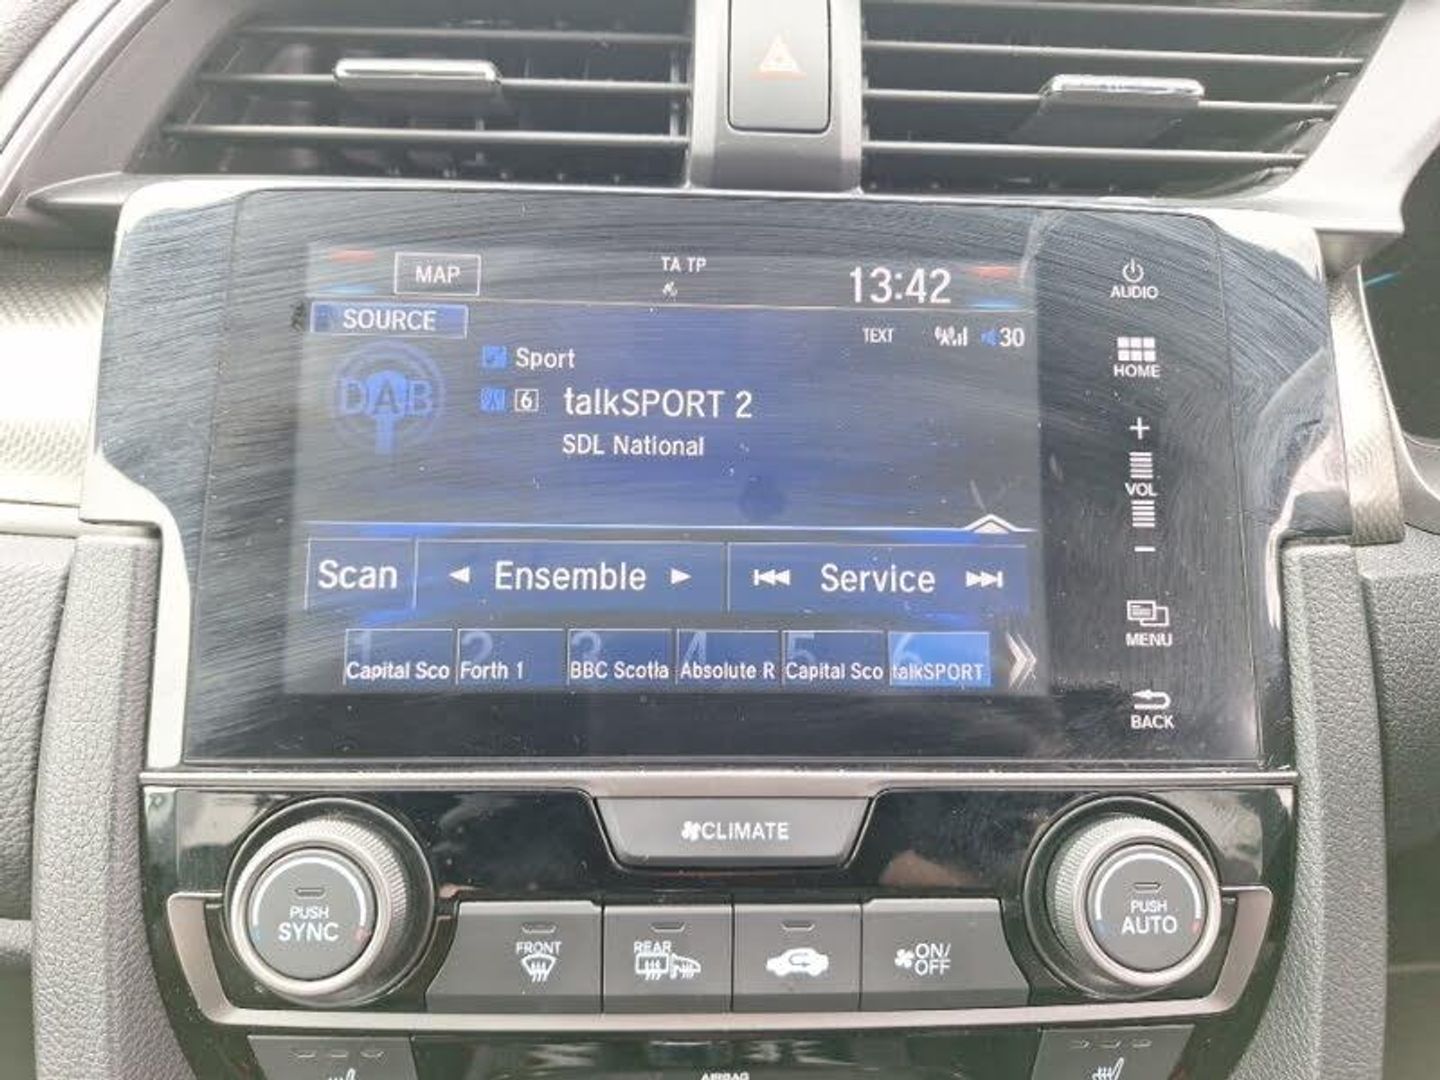 MAP
TA TP
13:42
AUDIO
SOURCE
TEXT
30
DAB
Sport
HOME
6 talkSPORT 2
SDL National
+
VOL
-
Scan
Ensemble
Service
MENU
1 Capital Sco
2 Forth 1
3 BBC Scotla
4 Absolute R
5 Capital Sco
6 talkSPORT
BACK
CLIMATE
PUSH
SYNC
FRONT
REAR
ON/
OFF
PUSH
AUTO
AIRBAG